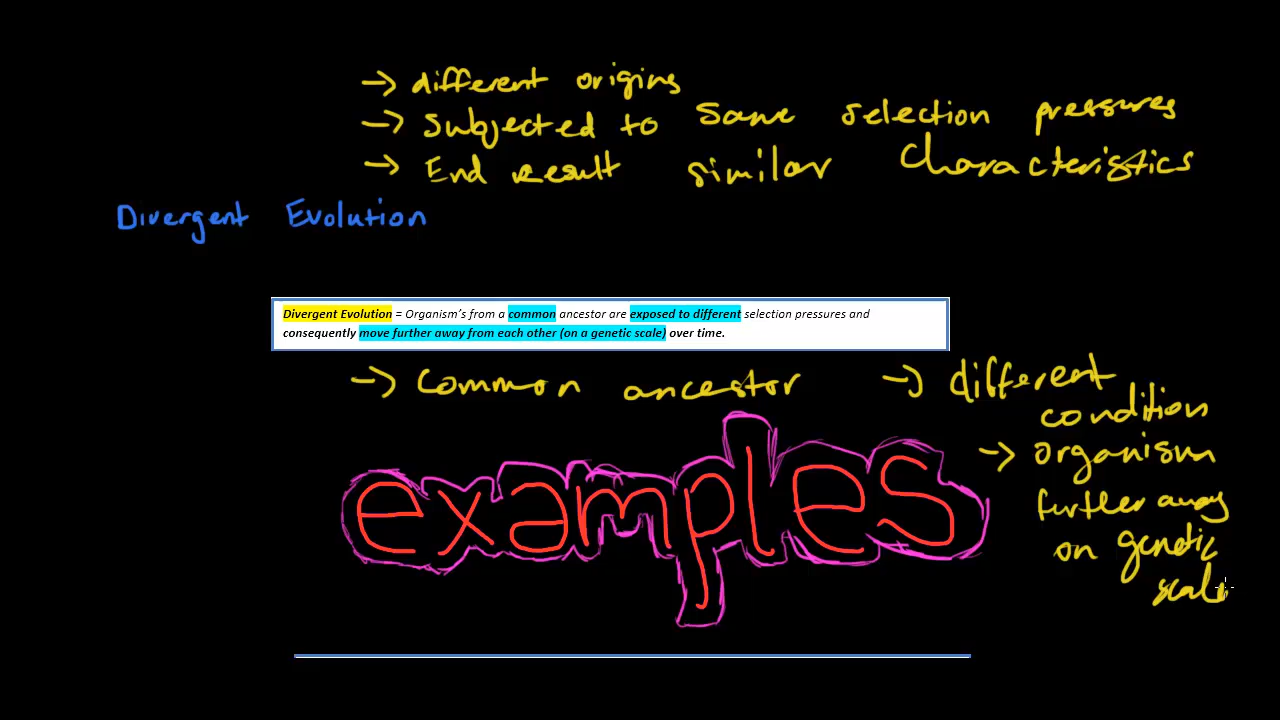 → different origins
→ Subjected to same selection pressures
→ End result similar characteristics
Divergent Evolution
Divergent Evolution = Organism's from a common ancestor are exposed to different selection pressures and
consequently move further away from each other (on a genetic scale) over time.
→ common ancestor → different
condition
→ organism
further away
on genetic
scale
examples